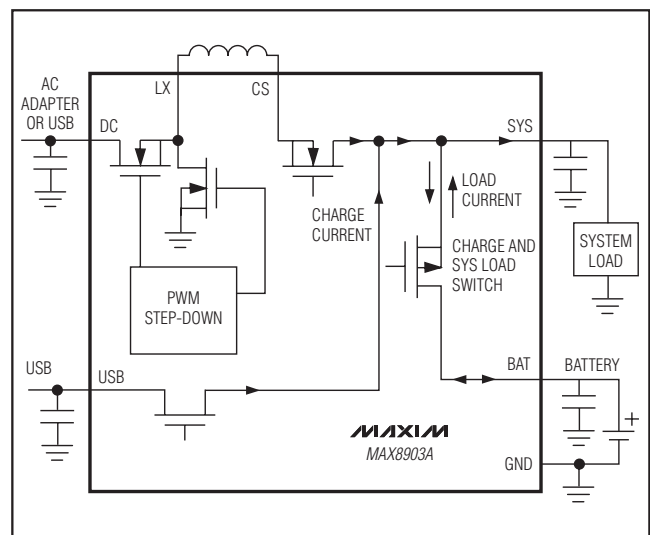 AC
ADAPTER
OR USB
LX
CS
DC
SYS
CHARGE
CURRENT
LOAD
CURRENT
CHARGE AND
SYS LOAD
SWITCH
SYSTEM
LOAD
PWM
STEP-DOWN
USB
USB
BAT
BATTERY
+
MAXIM
MAX8903A
GND